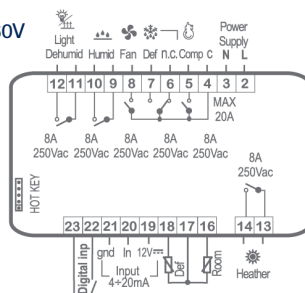 0V
Light
Dehumid
Humid
Fan
Def
n.c.
Comp
c
Power
Supply
N L
12 11 10 9 8 7 6 5 4 3 2
MAX
20A
8A
250Vac
8A
250Vac
8A
250Vac
8A
250Vac
8A
250Vac
HOT KEY
23 22 21 20 19 18 17 16 14 13
Digital inp
gnd In 12V
Input
4÷20mA
Def
Room
Heather